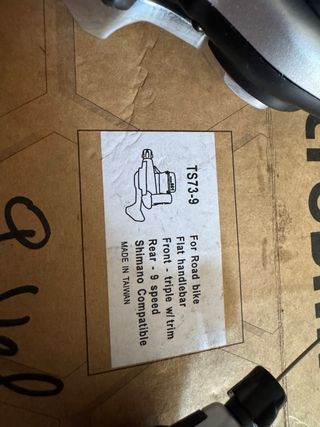 TS73-9
For Road bike
Flat handlebar
Front - triple w/ trim
Rear - 9 speed
Shimano Compatible
MADE IN TAIWAN